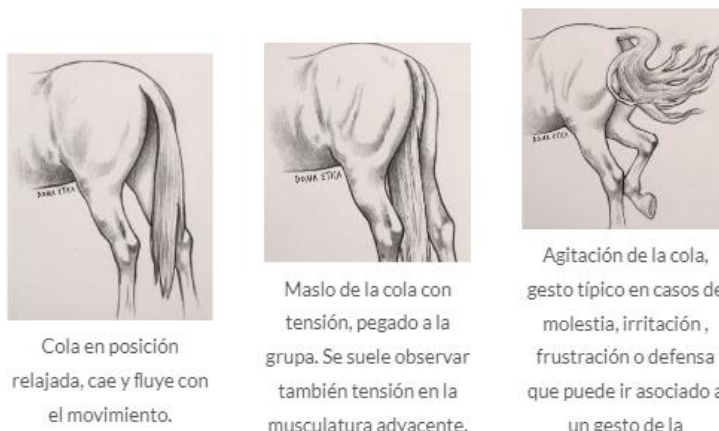 DOMA ETICA
Cola en posición
relajada, cae y fluye con
el movimiento.
DOMA ETICA
Maslo de la cola con
tensión, pegado a la
grupa. Se suele observar
también tensión en la
musculatura adyacente.
DOMA ETICA
Agitación de la cola,
gesto típico en casos de
molestia, irritación ,
frustración o defensa
que puede ir asociado a
un gesto de la